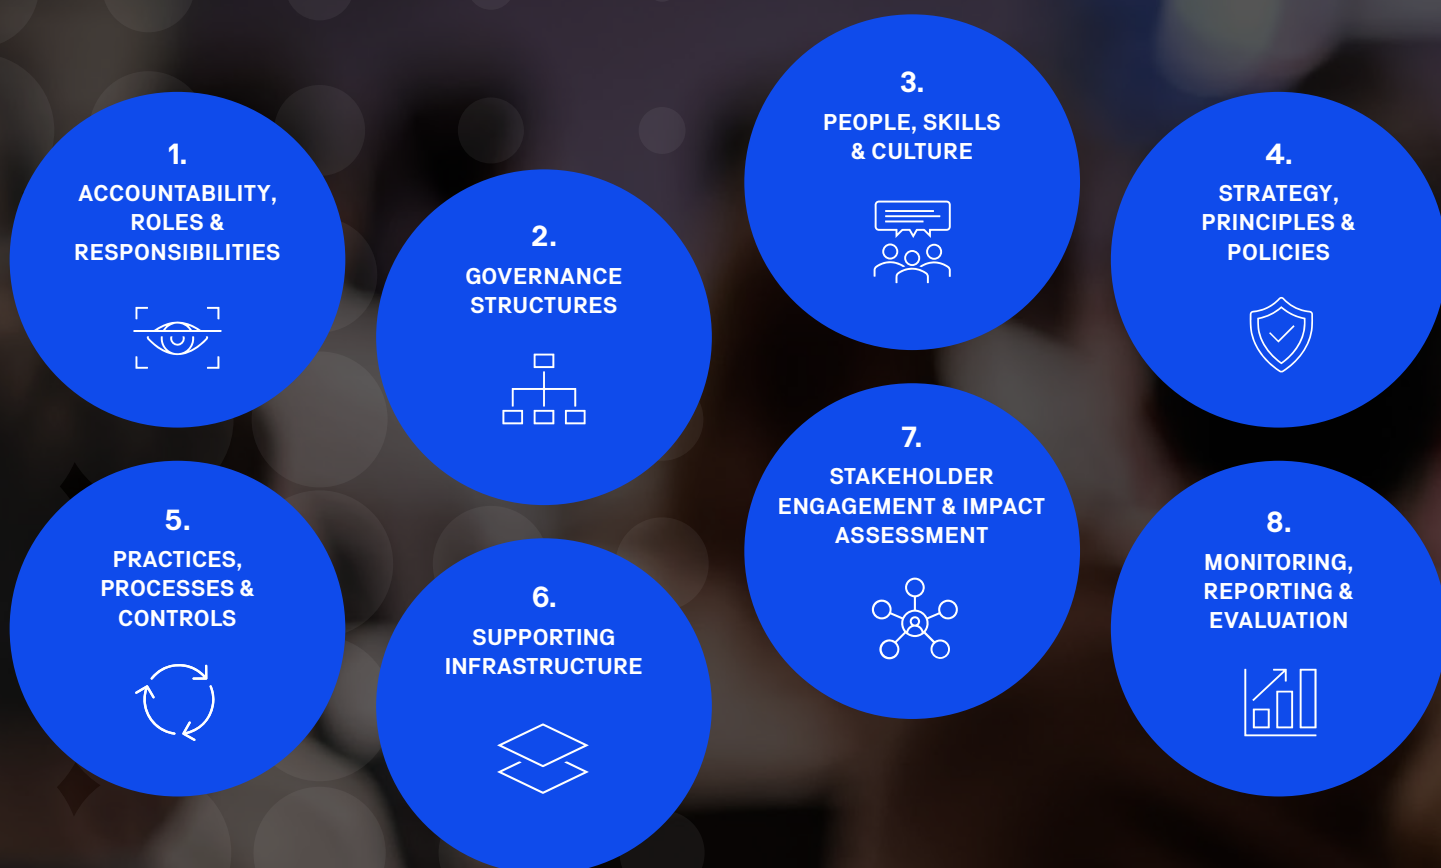 1.
ACCOUNTABILITY,
ROLES &
RESPONSIBILITIES
2.
GOVERNANCE
STRUCTURES
3.
PEOPLE, SKILLS
& CULTURE
4.
STRATEGY,
PRINCIPLES &
POLICIES
5.
PRACTICES,
PROCESSES &
CONTROLS
6.
SUPPORTING
INFRASTRUCTURE
7.
STAKEHOLDER
ENGAGEMENT & IMPACT
ASSESSMENT
8.
MONITORING,
REPORTING &
EVALUATION